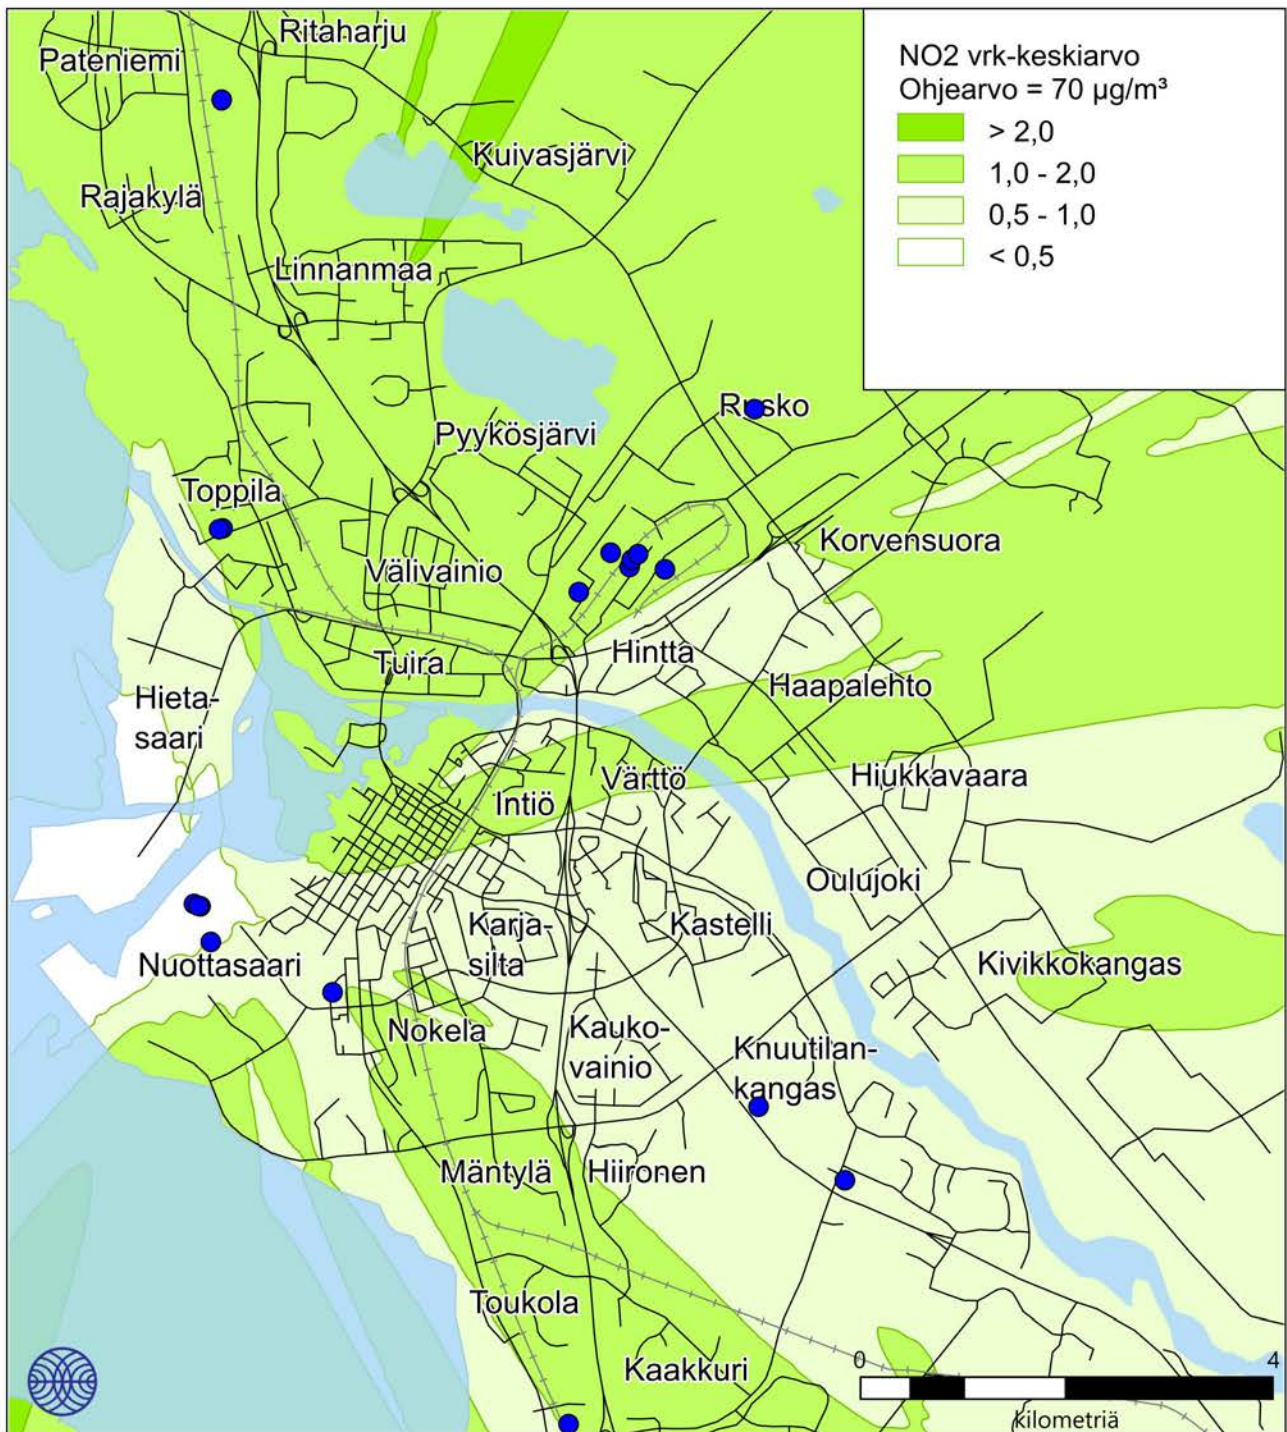 Ritaharju
Pateniemi
NO2 vrk-keskiarvo
Ohjearvo = 70 µg/m³
> 2,0
1,0 - 2,0
0,5 - 1,0
< 0,5
Kuivasjärvi
Rajakylä
Linnanmaa
Rusko
Pyykösjärvi
Toppila
Korvensuora
Välivainio
Hintta
Tuira
Haapalehto
Hieta-
saari
Hiukkavaara
Värttö
Intiö
Oulujoki
Karja-
silta
Kastelli
Nuottasaari
Kivikkokangas
Nokela
Kauko-
vainio
Knuutilan-
kangas
Mäntylä
Hiironen
Toukola
Kaakkuri
0 4
kilometriä